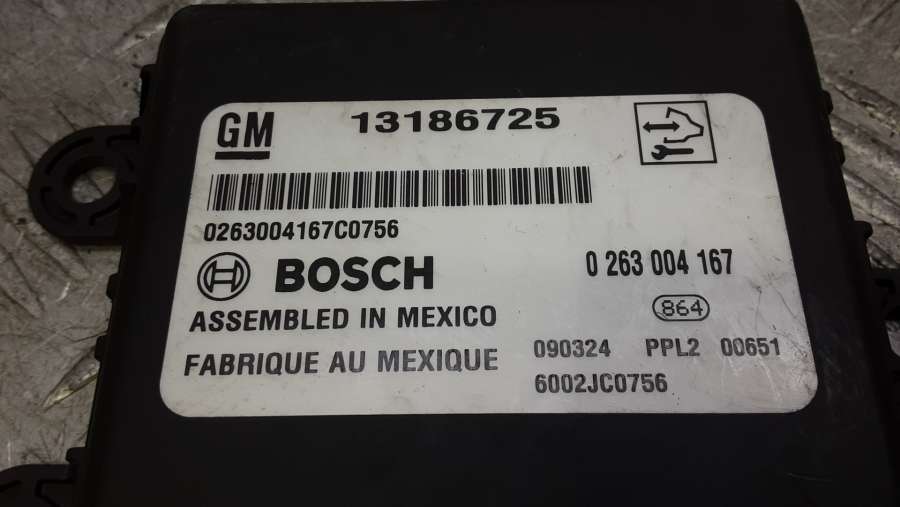 GM 13186725
0263004167C0756
BOSCH 0 263 004 167
ASSEMBLED IN MEXICO 864
FABRIQUE AU MEXIQUE 090324 PPL2 00651
6002JC0756